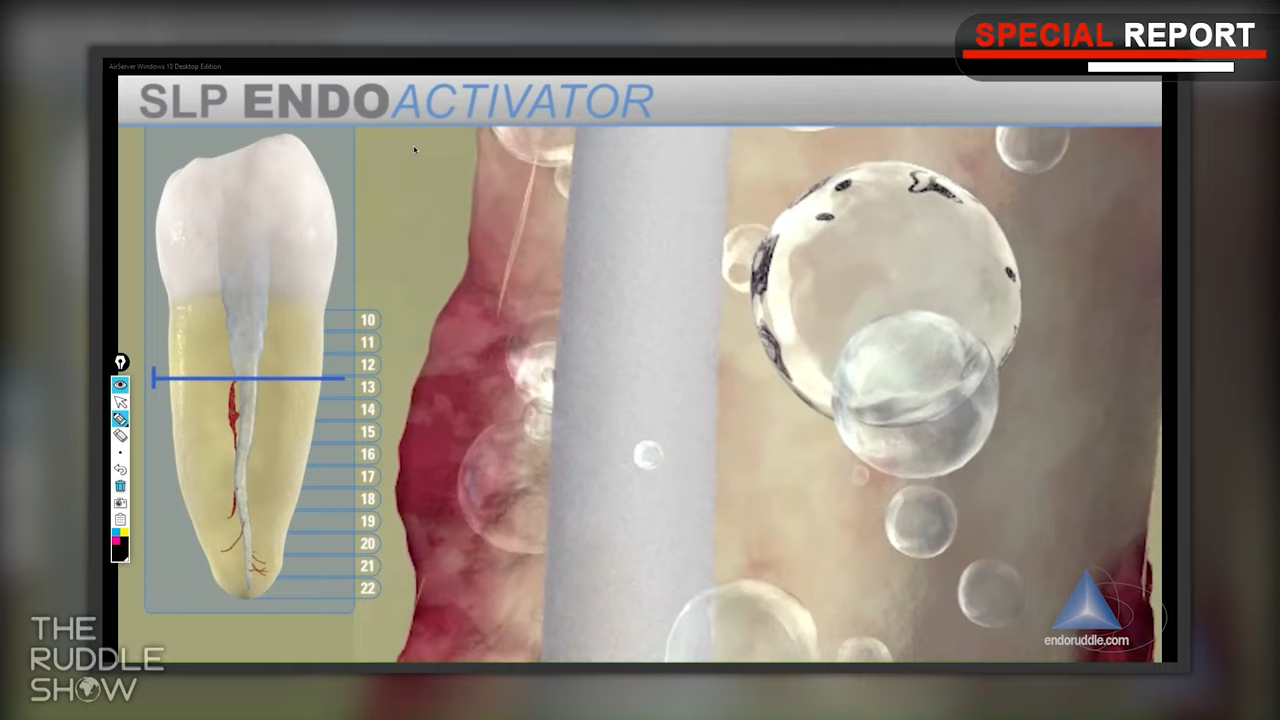 SPECIAL REPORT
AirServer Windows 10 Desktop Edition
SLP ENDOACTIVATOR
10
11
12
13
14
15
16
17
18
19
20
21
22
endoruddle.com
THE
RUDDLE
SHOW